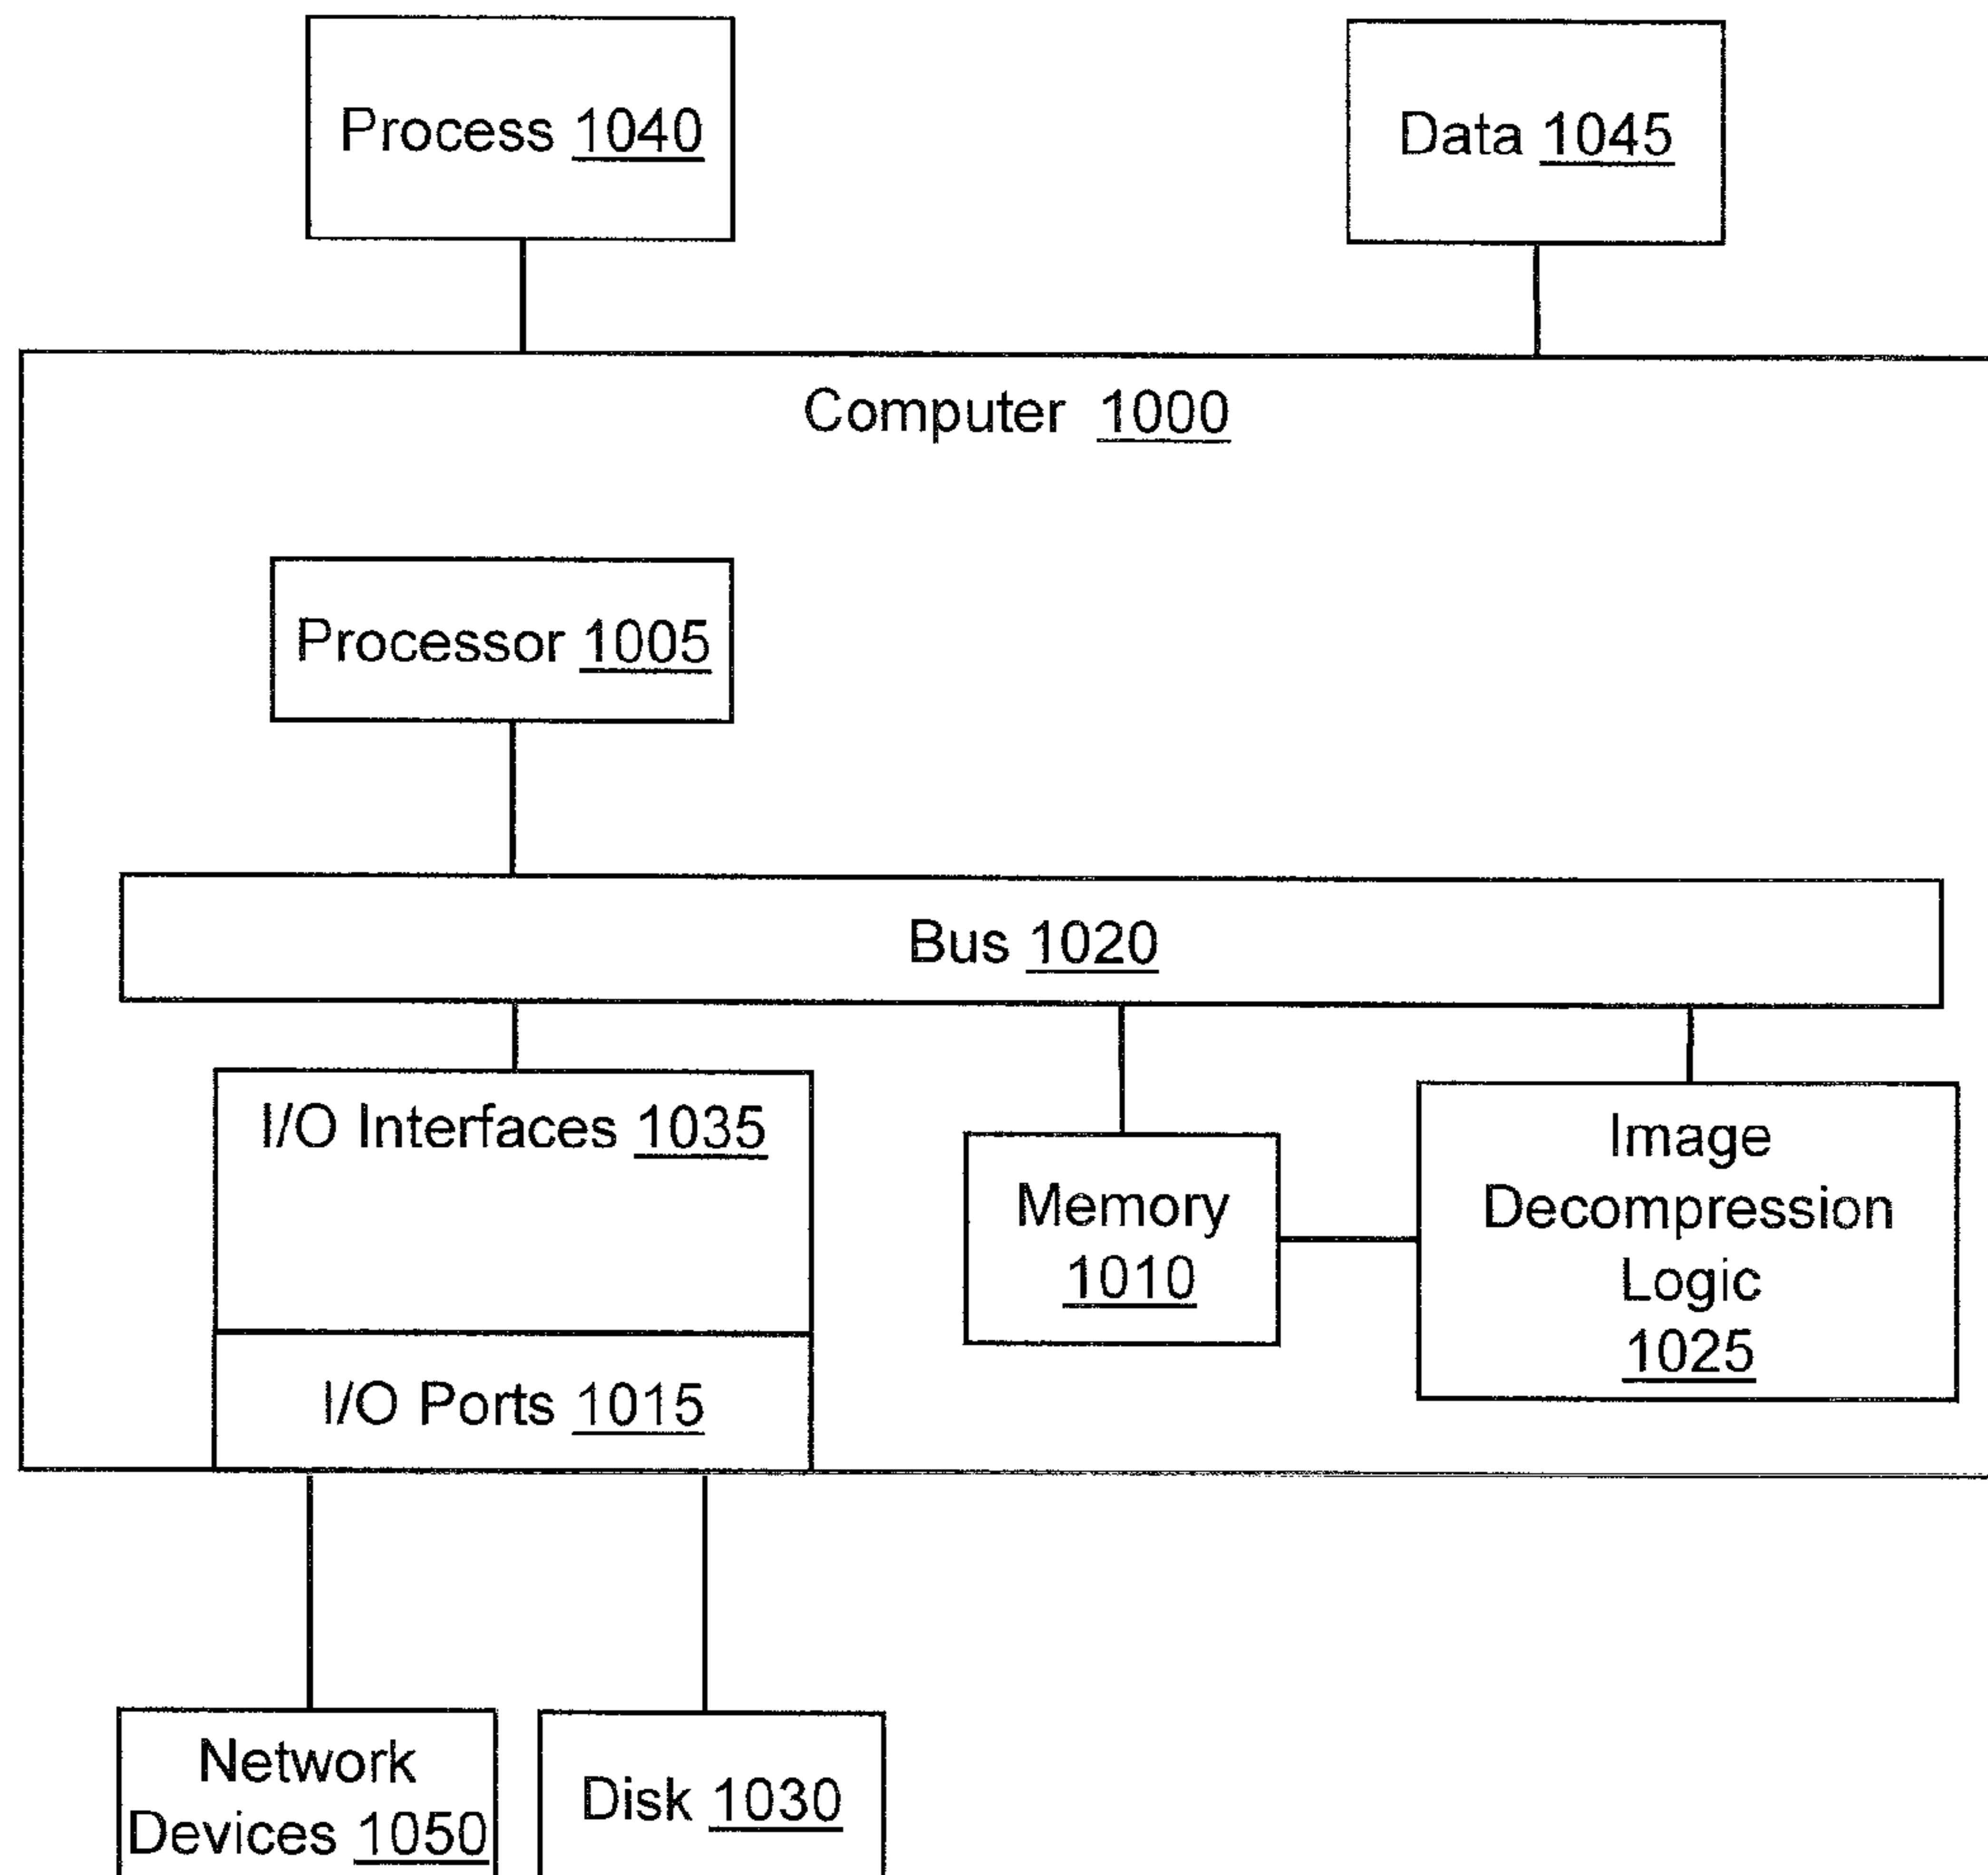 Process 1040
Data 1045
Computer 1000
Processor 1005
Bus 1020
I/O Interfaces 1035
I/O Ports 1015
Memory
1010
Image
Decompression
Logic
1025
Network
Devices 1050
Disk 1030